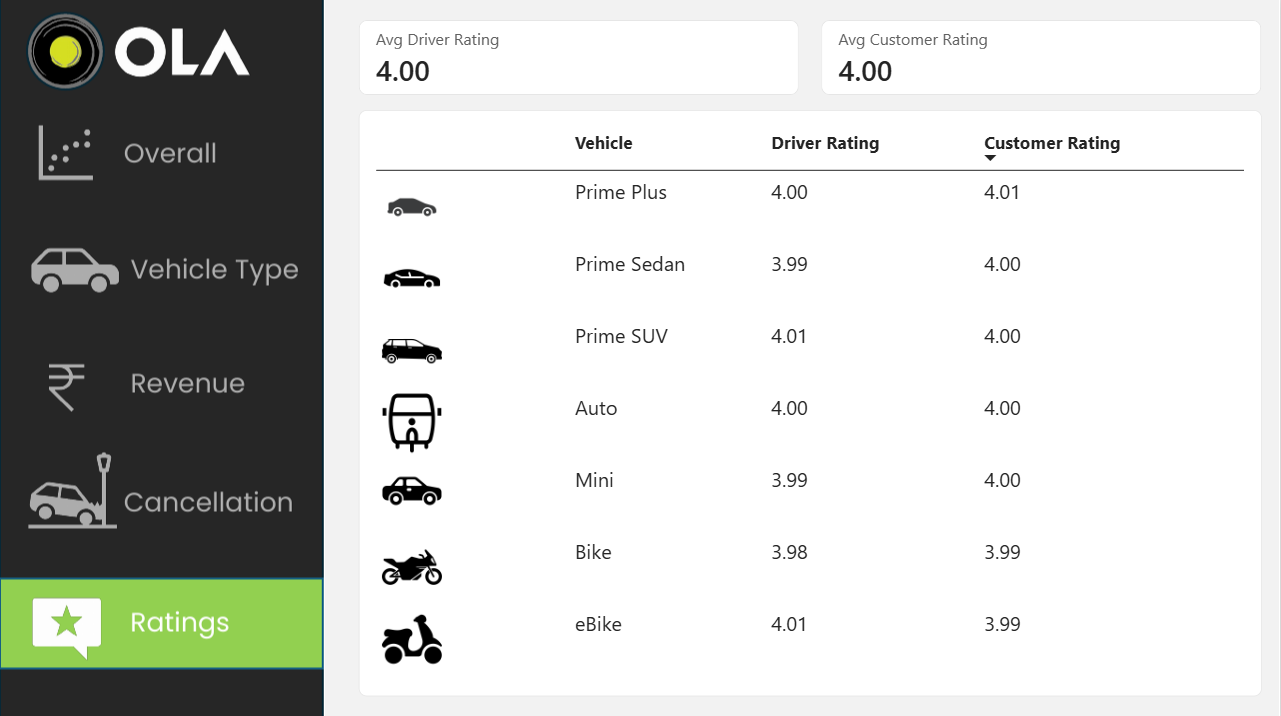 OLA
Overall
Vehicle Type
Revenue
Cancellation
Ratings
Avg Driver Rating
4.00
Avg Customer Rating
4.00
Vehicle Driver Rating Customer Rating
Prime Plus 4.00 4.01
Prime Sedan 3.99 4.00
Prime SUV 4.01 4.00
Auto 4.00 4.00
Mini 3.99 4.00
Bike 3.98 3.99
eBike 4.01 3.99